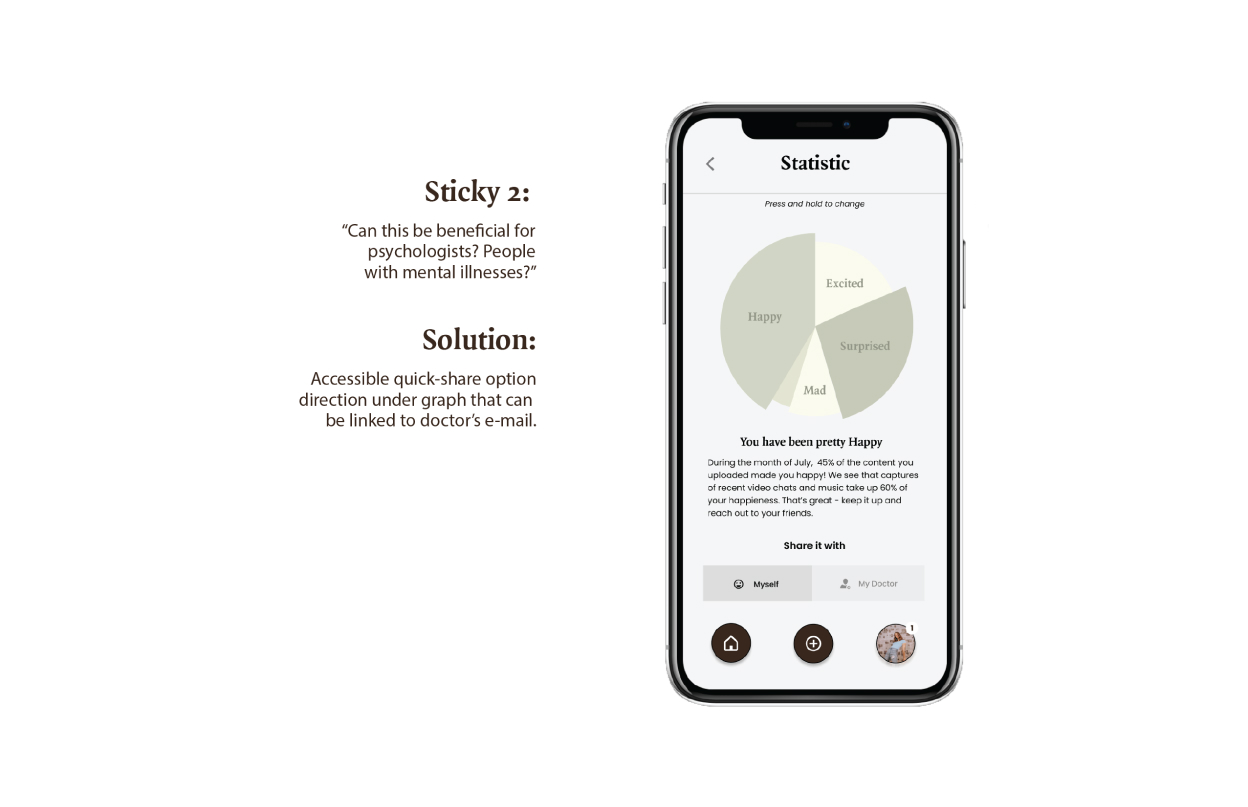 Sticky 2:
“Can this be beneficial for
psychologists? People
with mental illnesses?”
Solution:
Accessible quick-share option
direction under graph that can
be linked to doctor’s e-mail.
Statistic
Press and hold to change
Excited
Happy
Surprised
Mad
You have been pretty Happy
During the month of July, 45% of the content you
uploaded made you happy! We see that captures
of recent video chats and music take up 60% of
your happieness. That's great - keep it up and
reach out to your friends.
Share it with
Myself
My Doctor
1